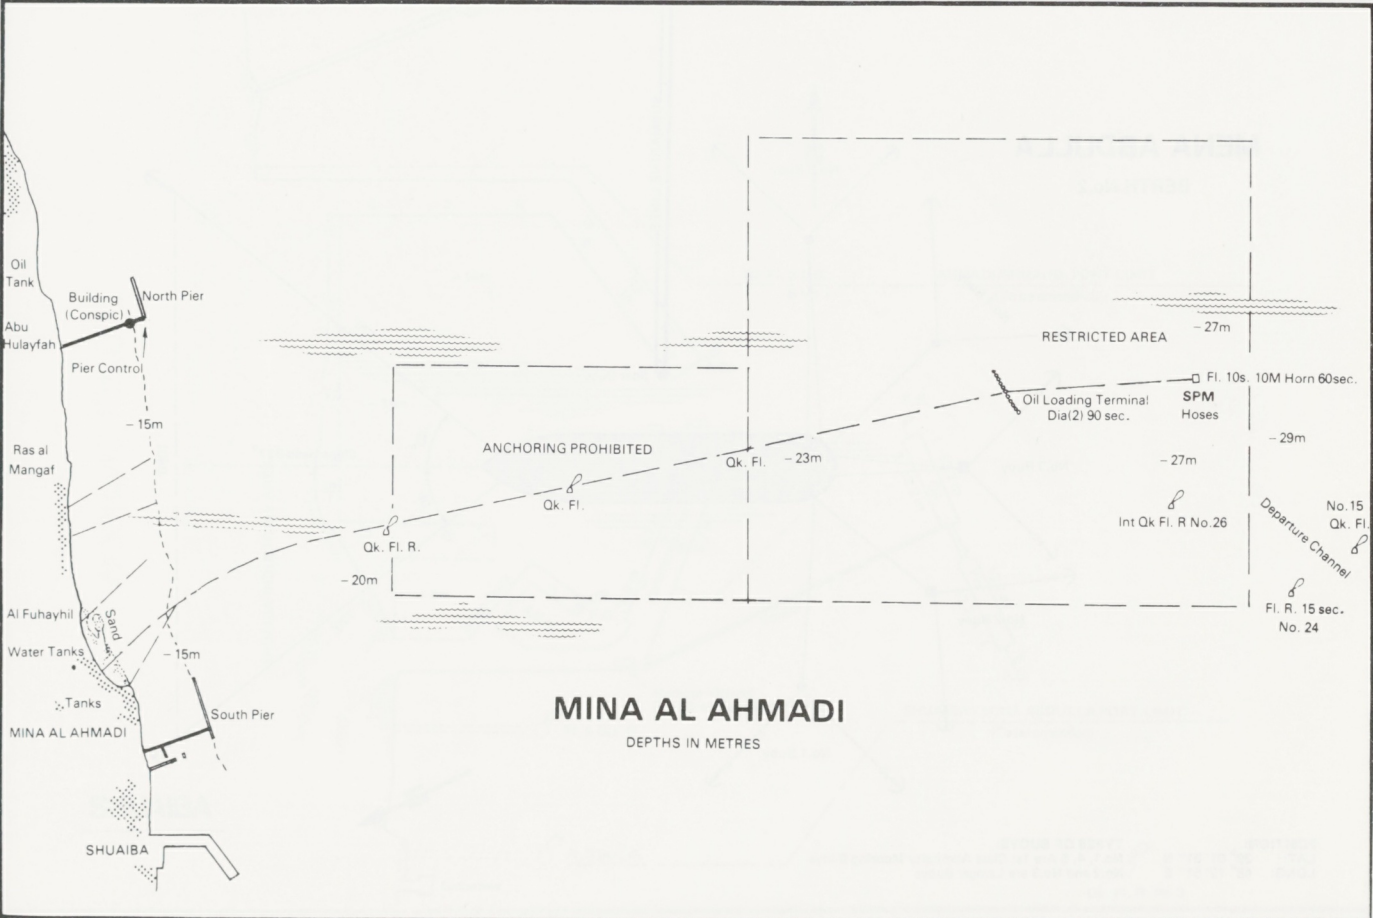 Oil
Tank
Building
(Conspic)
North Pier
Abu
Hulayfah
Pier Control
– 15m
Ras al
Mangaf
Al Fuhayhil
Sand
Water Tanks
– 15m
Tanks
South Pier
MINA AL AHMADI
SHUAIBA
RESTRICTED AREA
– 27m
Fl. 10s. 10M Horn 60sec.
SPM
Hoses
Oil Loading Terminal
Dia(2) 90 sec.
– 29m
ANCHORING PROHIBITED
Qk. Fl.
– 23m
– 27m
Qk. Fl.
Int Qk Fl. R No.26
Departure Channel
No.15
Qk. Fl.
Qk. Fl. R.
– 20m
Fl. R. 15 sec.
No. 24
MINA AL AHMADI
DEPTHS IN METRES